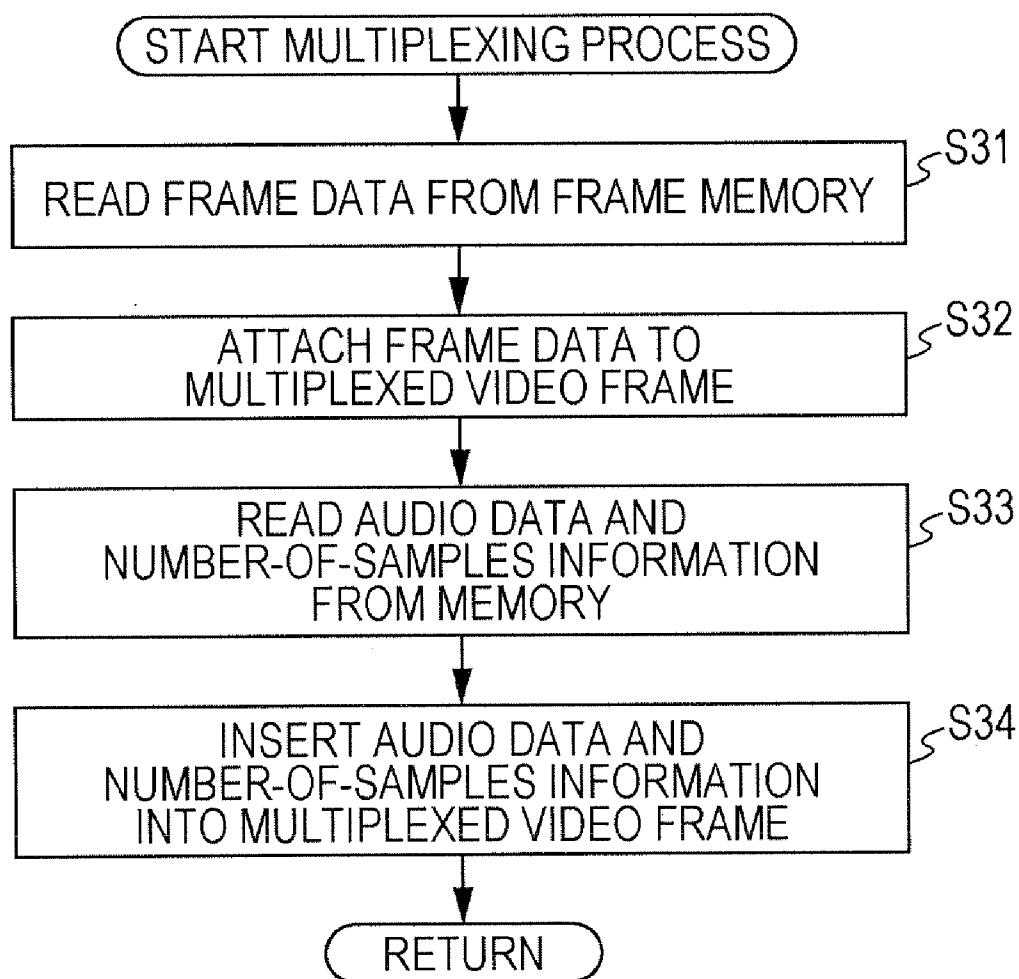 START MULTIPLEXING PROCESS
S31
READ FRAME DATA FROM FRAME MEMORY
S32
ATTACH FRAME DATA TO
MULTIPLEXED VIDEO FRAME
S33
READ AUDIO DATA AND
NUMBER-OF-SAMPLES INFORMATION
FROM MEMORY
S34
INSERT AUDIO DATA AND
NUMBER-OF-SAMPLES INFORMATION
INTO MULTIPLEXED VIDEO FRAME
RETURN